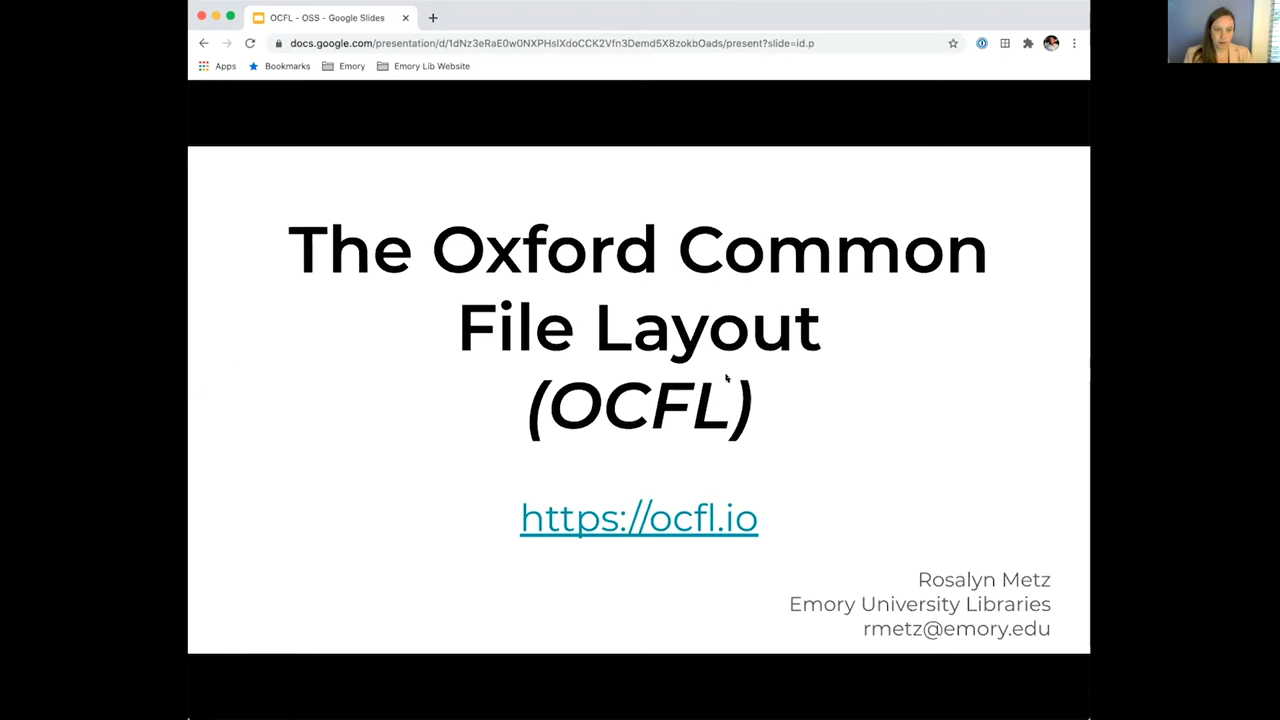 OCFL - OSS - Google Slides
docs.google.com/presentation/d/1dNz3eRaE0w0NXPHslXdoCCK2Vfn3Demd5X8zokbOads/present?slide=id.p
Apps Bookmarks Emory Emory Lib Website
The Oxford Common
File Layout
(OCFL)
https://ocfl.io
Rosalyn Metz
Emory University Libraries
rmetz@emory.edu